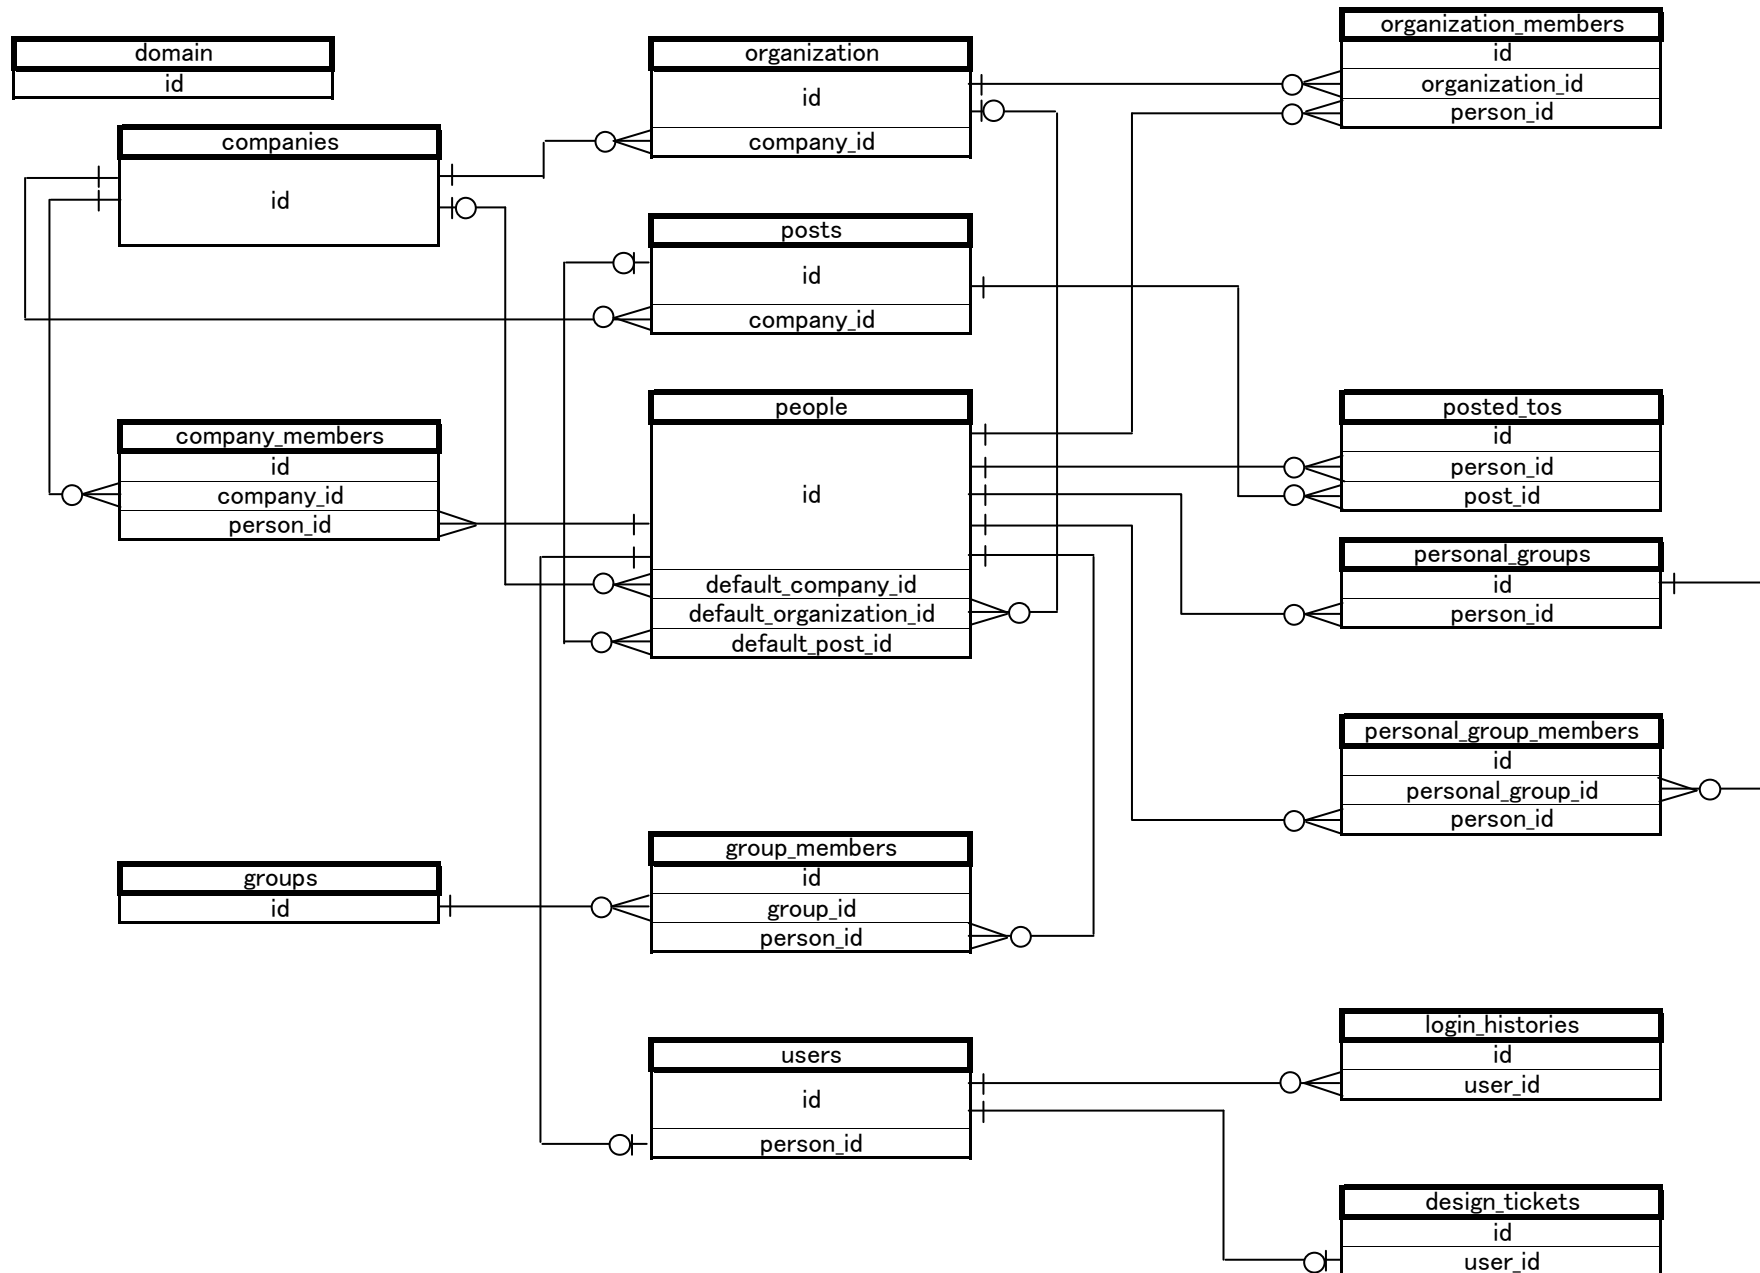 domain
id
companies
id
company_members
id
company_id
person_id
groups
id
organization
id
company_id
posts
id
company_id
people
id
default_company_id
default_organization_id
default_post_id
group_members
id
group_id
person_id
users
id
person_id
organization_members
id
organization_id
person_id
posted_tos
id
person_id
post_id
personal_groups
id
person_id
personal_group_members
id
personal_group_id
person_id
login_histories
id
user_id
design_tickets
id
user_id